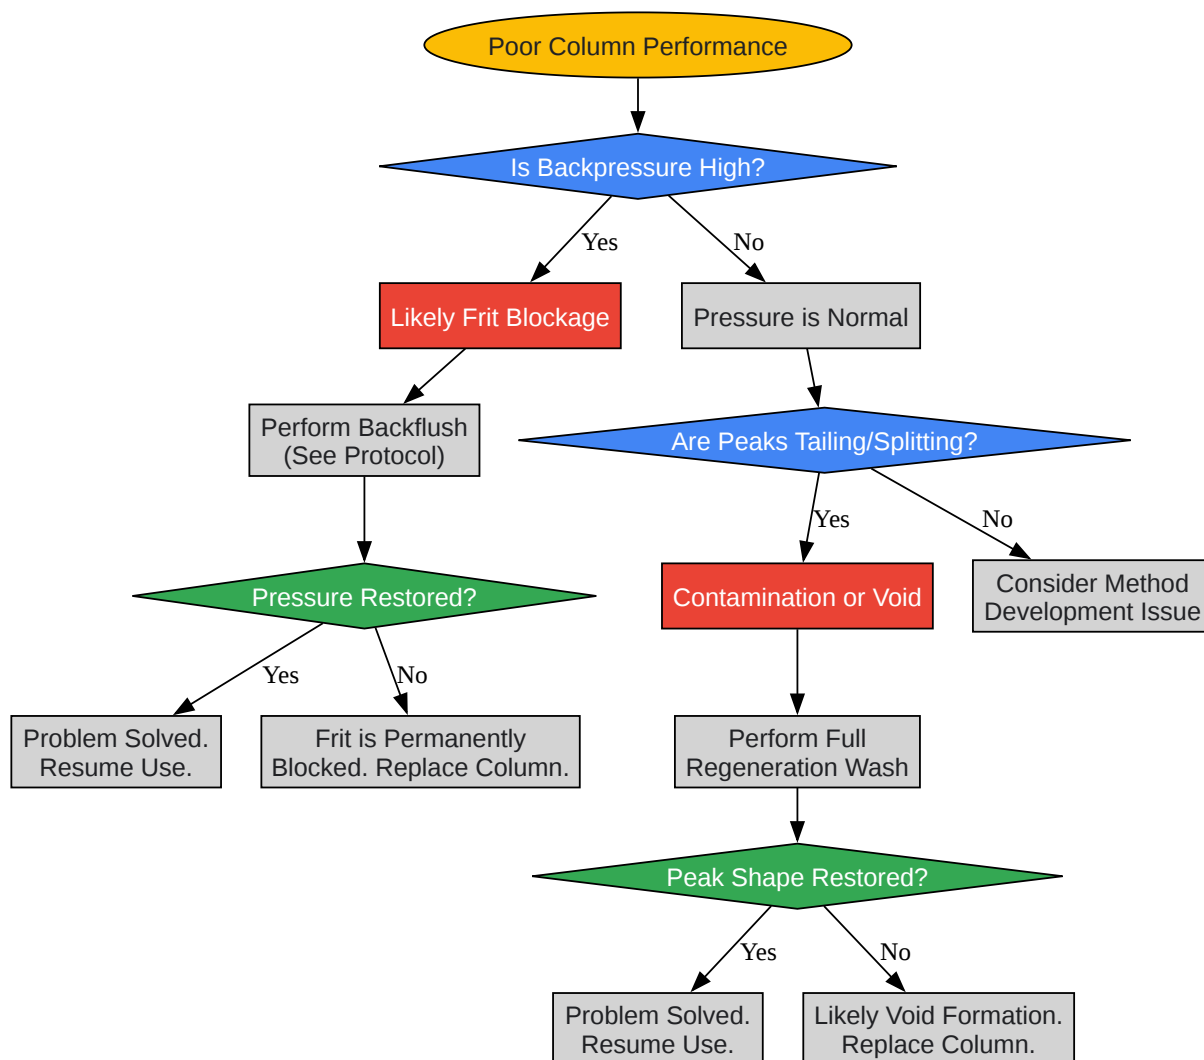 Poor Column Performance
Is Backpressure High?
Yes
No
Likely Frit Blockage
Pressure is Normal
Perform Backflush
(See Protocol)
Are Peaks Tailing/Splitting?
Yes
No
Pressure Restored?
Contamination or Void
Consider Method
Development Issue
Yes
No
Problem Solved.
Resume Use.
Frit is Permanently
Blocked. Replace Column.
Perform Full
Regeneration Wash
Peak Shape Restored?
Yes
No
Problem Solved.
Resume Use.
Likely Void Formation.
Replace Column.